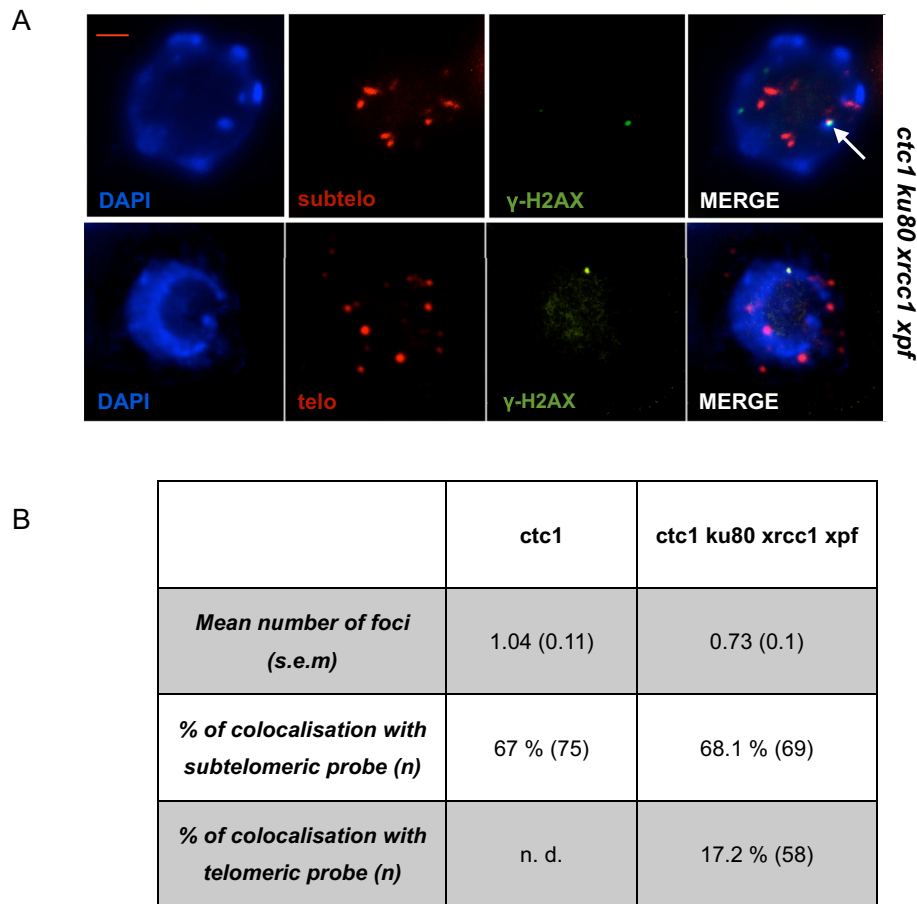 A
DAPI
subtelo
γ-H2AX
MERGE
ctc1 ku80 xrcc1 xpf
DAPI
telo
γ-H2AX
MERGE
B
ctc1
ctc1 ku80 xrcc1 xpf
Mean number of foci
(s.e.m)
1.04 (0.11)
0.73 (0.1)
% of colocalisation with
subtelomeric probe (n)
67 % (75)
68.1 % (69)
% of colocalisation with
telomeric probe (n)
n. d.
17.2 % (58)